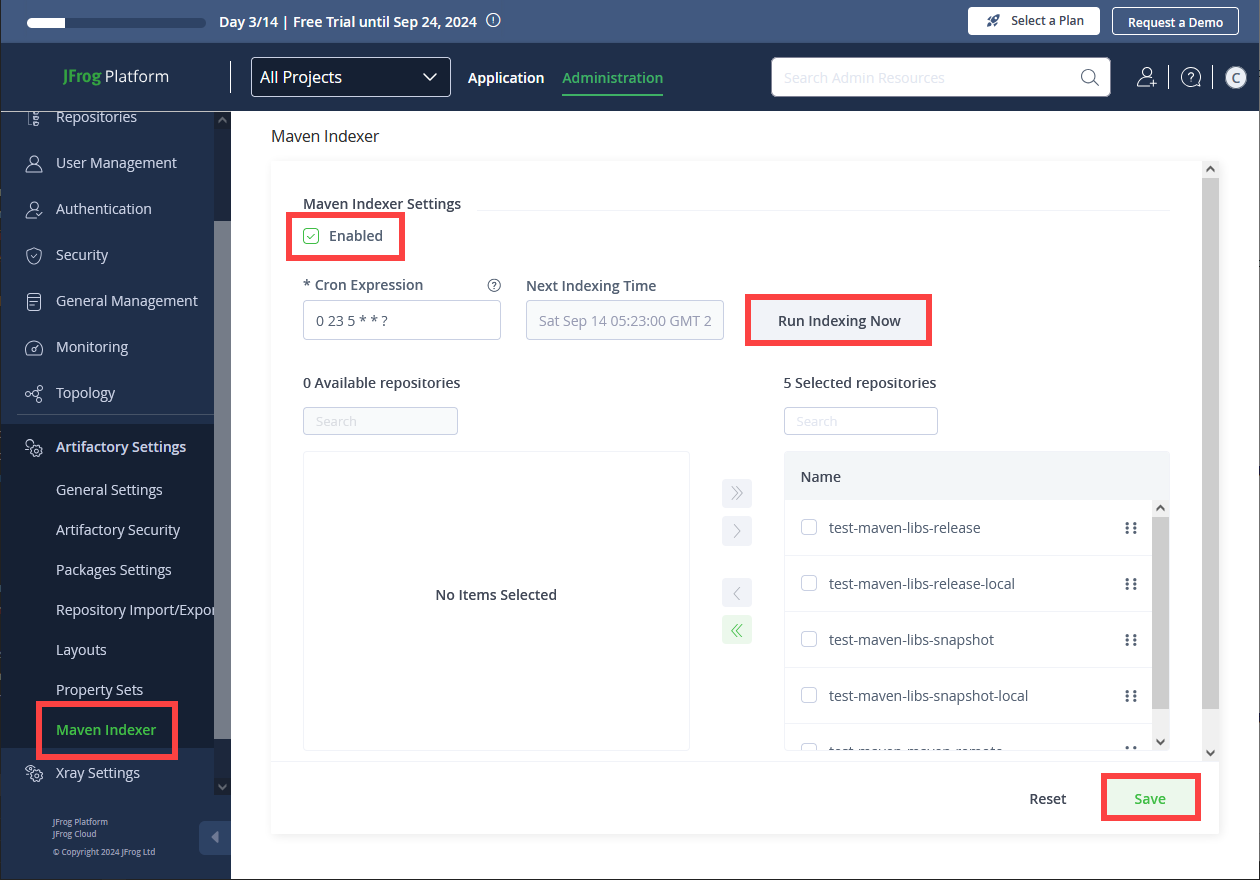 Day 3/14 | Free Trial until Sep 24, 2024
Select a Plan
Request a Demo
JFrog Platform
All Projects
Application
Administration
Search Admin Resources
C
Repositories
User Management
Authentication
Security
General Management
Monitoring
Topology
Artifactory Settings
General Settings
Artifactory Security
Packages Settings
Repository Import/Expor
Layouts
Property Sets
Maven Indexer
Xray Settings
JFrog Platform
JFrog Cloud
© Copyright 2024 JFrog Ltd
Maven Indexer
Maven Indexer Settings
Enabled
* Cron Expression
?
Next Indexing Time
0 23 5 * * ?
Sat Sep 14 05:23:00 GMT 2
Run Indexing Now
0 Available repositories
Search
No Items Selected
5 Selected repositories
Search
Name
test-maven-libs-release
test-maven-libs-release-local
test-maven-libs-snapshot
test-maven-libs-snapshot-local
test-maven-maven-remote
Reset
Save